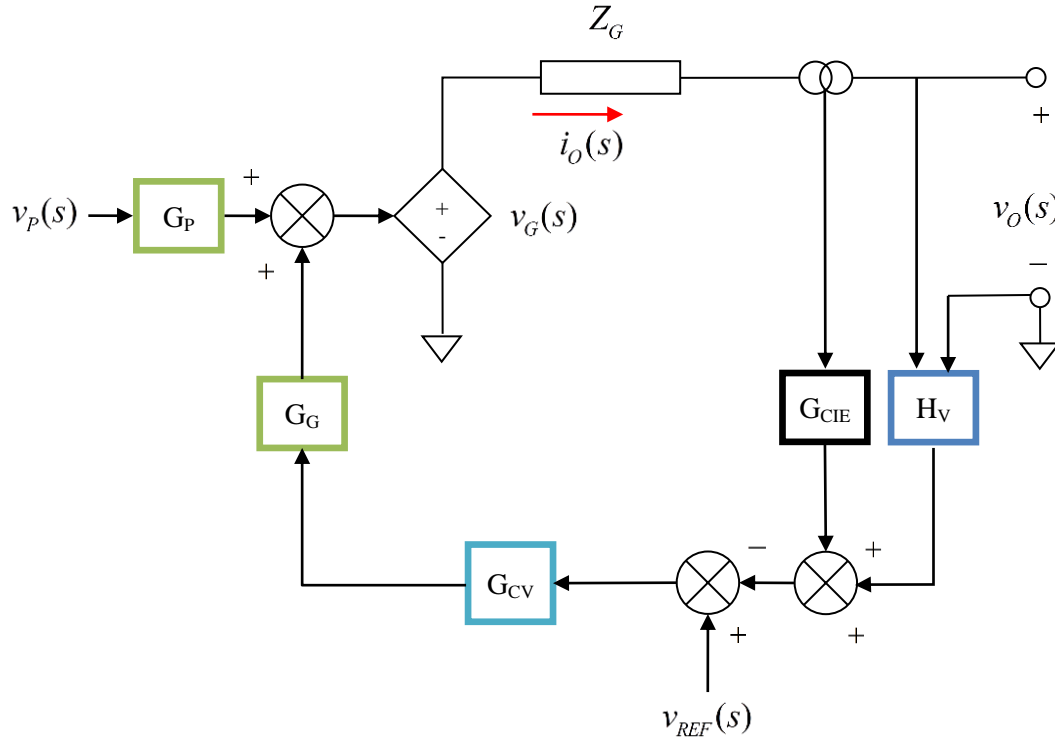 Z_G
i_O(s)
+
v_P(s)
G_P
+
+
+
-
v_G(s)
v_O(s)
−
G_G
G_CIE
H_V
G_CV
−
+
+
+
v_REF(s)